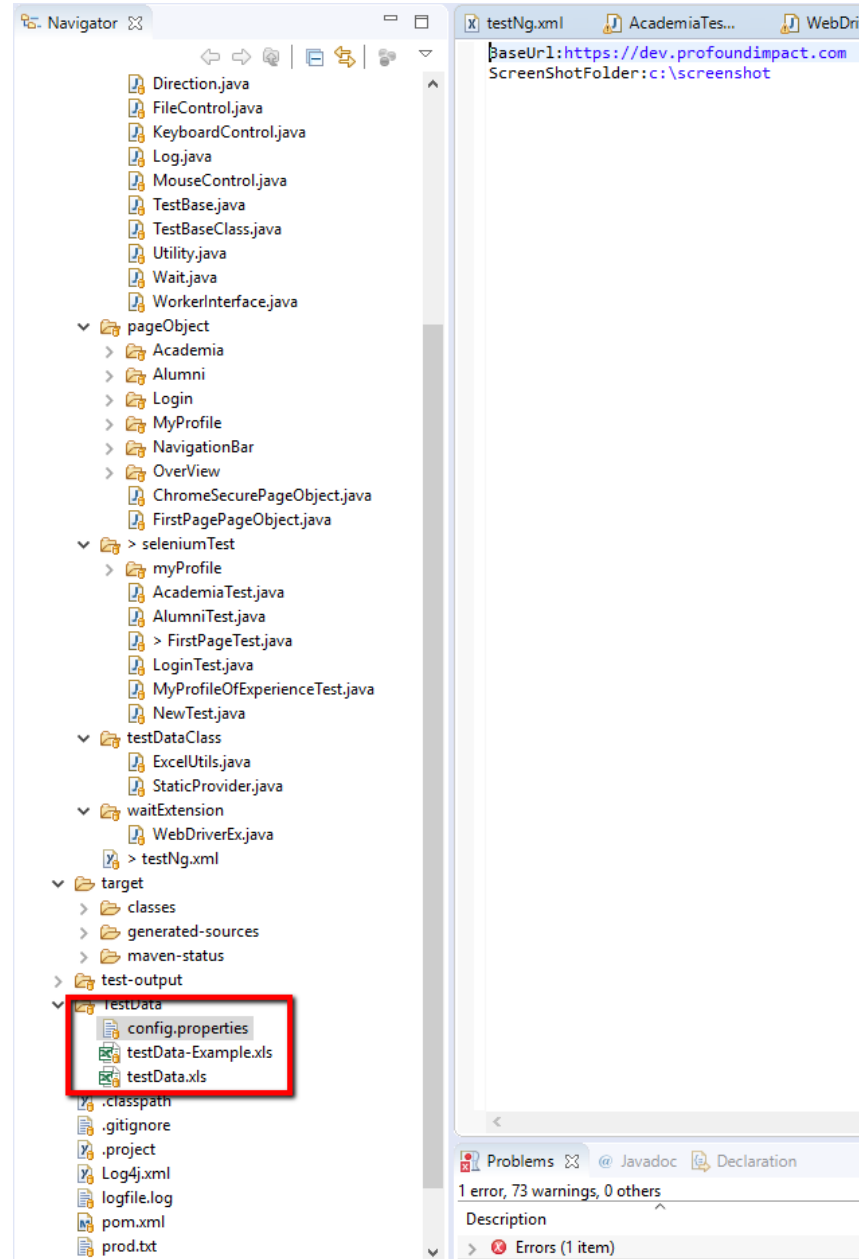 Navigator
Direction.java
FileControl.java
KeyboardControl.java
Log.java
MouseControl.java
TestBase.java
TestBaseClass.java
Utility.java
Wait.java
WorkerInterface.java
pageObject
Academia
Alumni
Login
MyProfile
NavigationBar
OverView
ChromeSecurePageObject.java
FirstPagePageObject.java
> seleniumTest
myProfile
AcademiaTest.java
AlumniTest.java
> FirstPageTest.java
LoginTest.java
MyProfileOfExperienceTest.java
NewTest.java
testDataClass
ExcelUtils.java
StaticProvider.java
waitExtension
WebDriverEx.java
> testNg.xml
target
classes
generated-sources
maven-status
test-output
TestData
config.properties
testData-Example.xls
testData.xls
.classpath
.gitignore
.project
Log4j.xml
logfile.log
pom.xml
prod.txt
testNg.xml AcademiaTes... WebDri
BaseUrl:https://dev.profoundimpact.com
ScreenShotFolder:c:\screenshot
Problems @ Javadoc Declaration
1 error, 73 warnings, 0 others
Description
Errors (1 item)